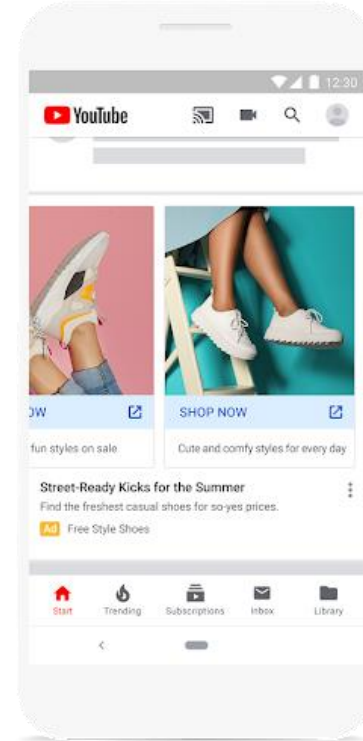 12:30
YouTube
OW
SHOP NOW
fun styles on sale
Cute and comfy styles for every day
Street-Ready Kicks for the Summer
Find the freshest casual shoes for so-yes prices.
Ad Free Style Shoes
Start Trending Subscriptions Inbox Library